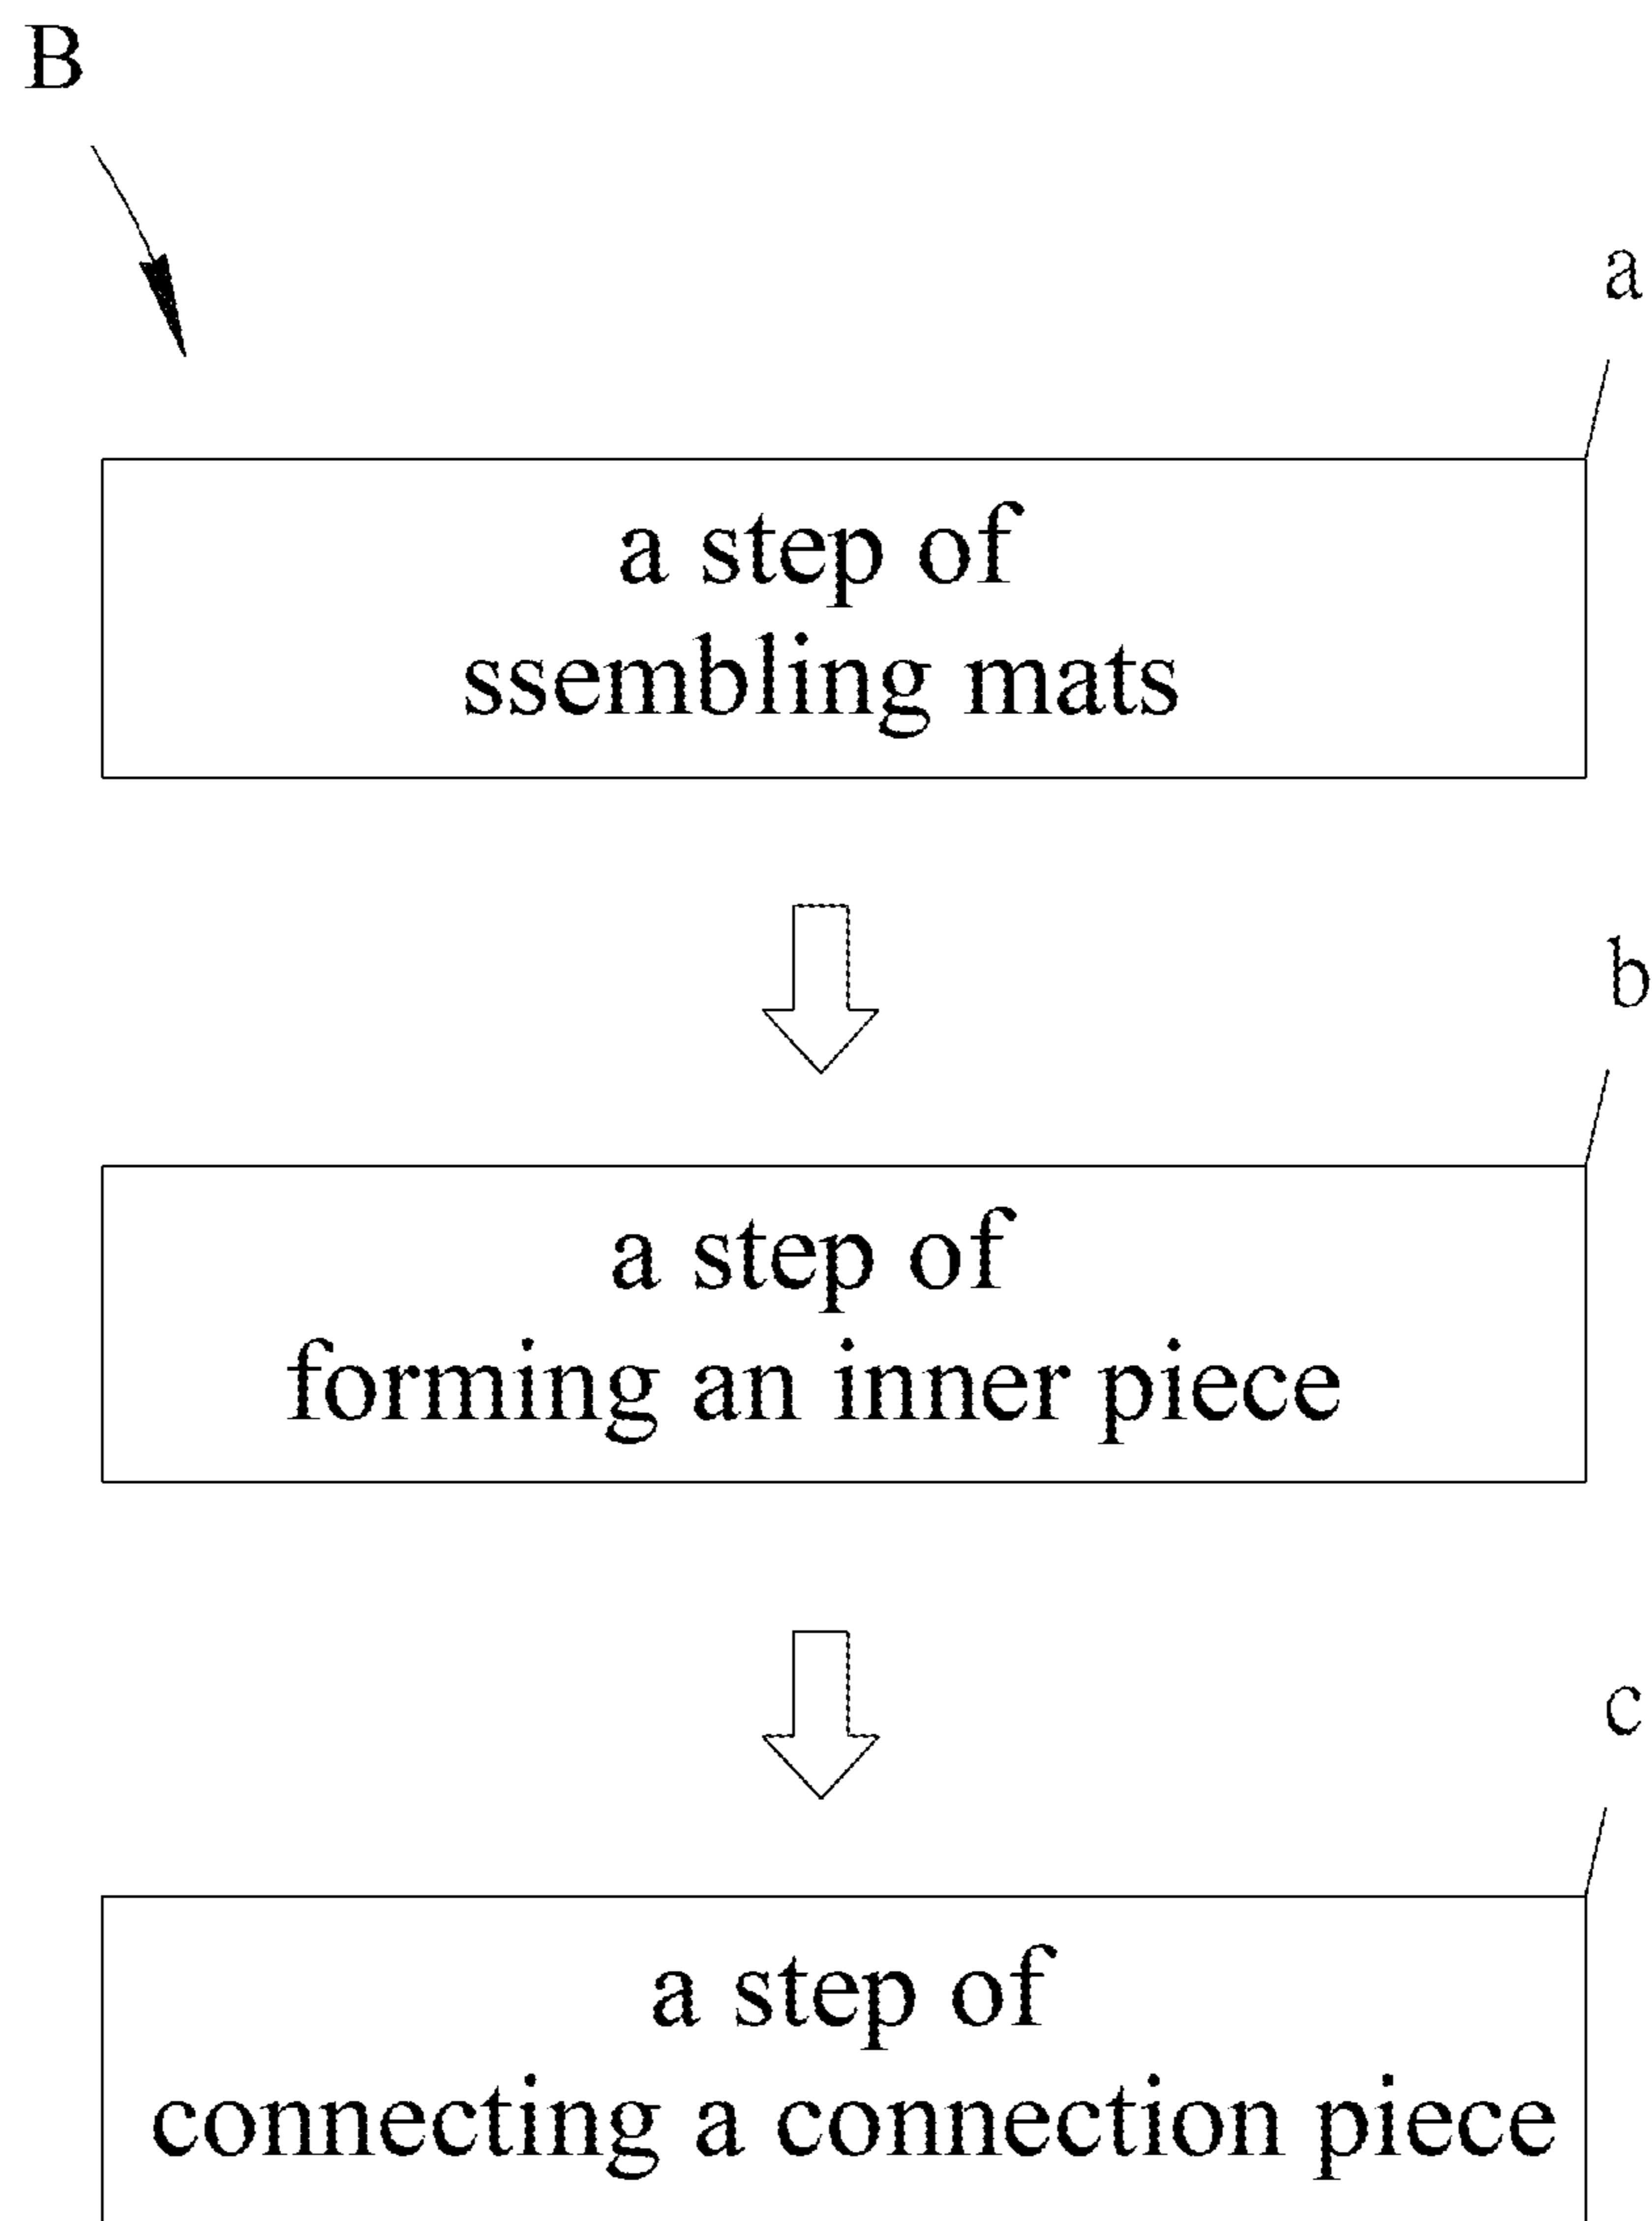 B
a
a step of
ssembling mats
b
a step of
forming an inner piece
c
a step of
connecting a connection piece